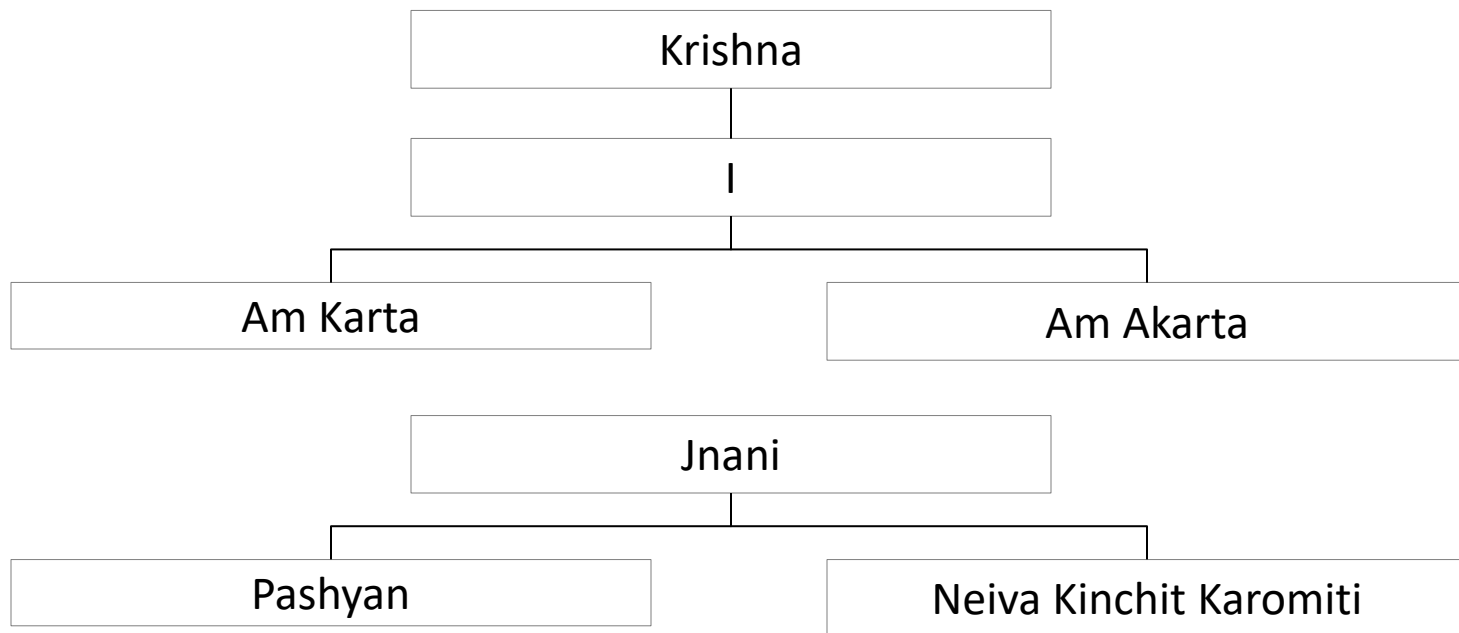 Krishna
I
Am Karta
Am Akarta
Jnani
Pashyan
Neiva Kinchit Karomiti